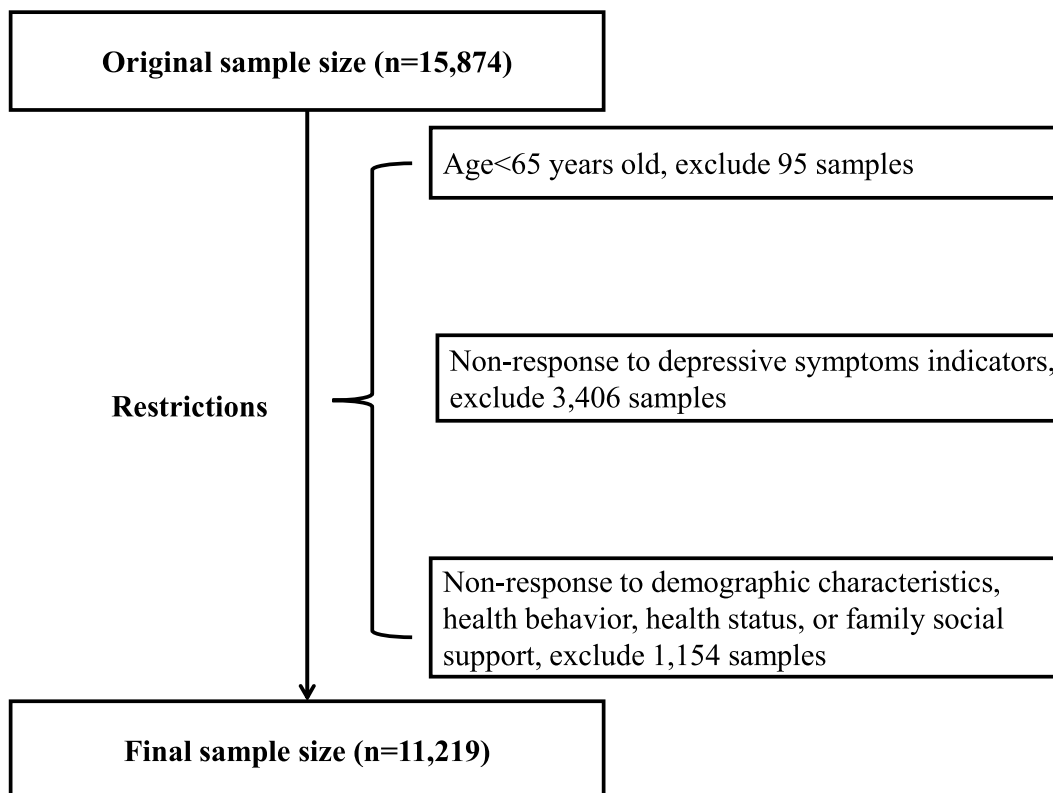 Original sample size (n=15,874)
Age<65 years old, exclude 95 samples
Non-response to depressive symptoms indicators,
exclude 3,406 samples
Restrictions
Non-response to demographic characteristics,
health behavior, health status, or family social
support, exclude 1,154 samples
Final sample size (n=11,219)